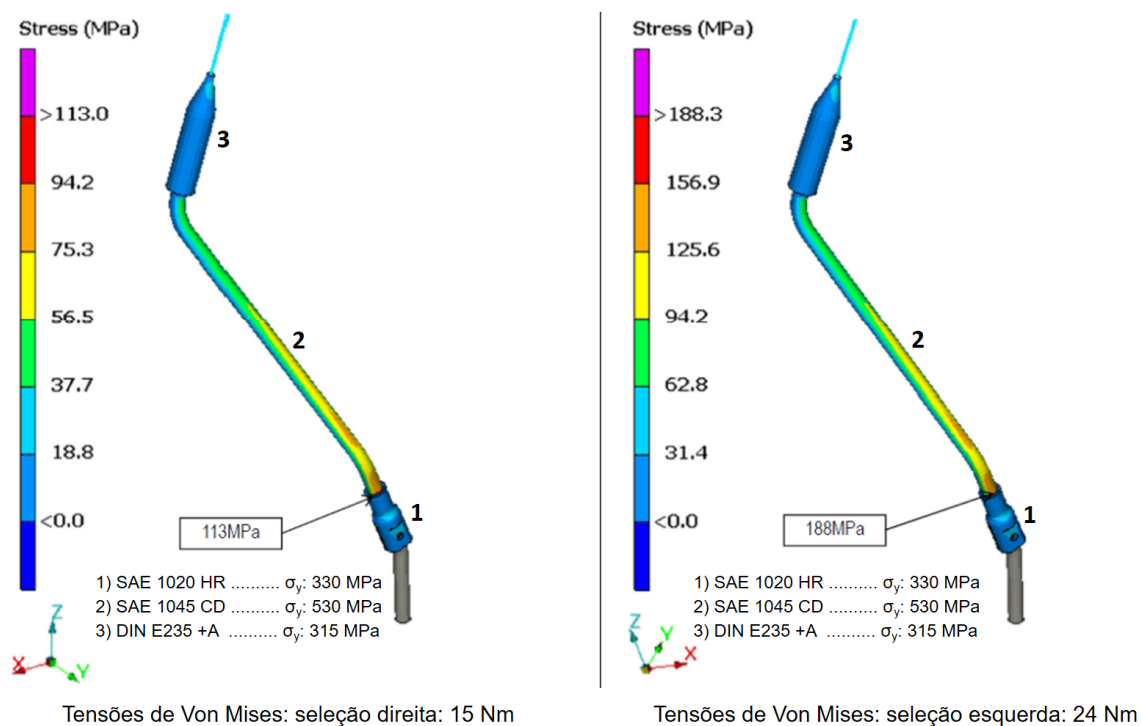 Stress (MPa)
>113.0
94.2
75.3
56.5
37.7
18.8
<0.0
3
2
1
113MPa
1) SAE 1020 HR .......... σy: 330 MPa
2) SAE 1045 CD ......... σy: 530 MPa
3) DIN E235 +A .......... σy: 315 MPa
Z
X
Y
Tensões de Von Mises: seleção direita: 15 Nm
Stress (MPa)
>188.3
156.9
125.6
94.2
62.8
31.4
<0.0
3
2
1
188MPa
1) SAE 1020 HR .......... σy: 330 MPa
2) SAE 1045 CD ......... σy: 530 MPa
3) DIN E235 +A .......... σy: 315 MPa
Z
Y
X
Tensões de Von Mises: seleção esquerda: 24 Nm